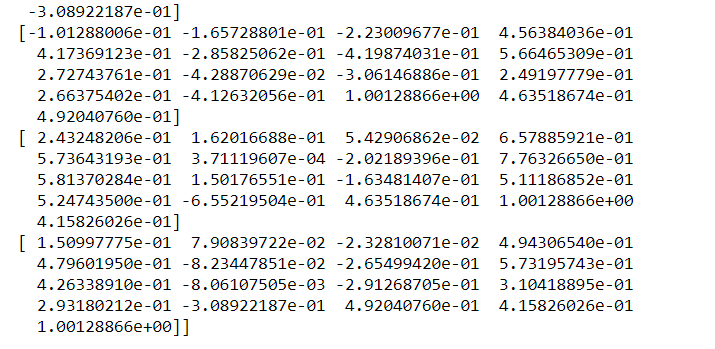 -3.08922187e-01]
[-1.01288006e-01 -1.65728801e-01 -2.23009677e-01 4.56384036e-01
4.17369123e-01 -2.85825062e-01 -4.19874031e-01 5.66465309e-01
2.72743761e-01 -4.28870629e-02 -3.06146886e-01 2.49197779e-01
2.66375402e-01 -4.12632056e-01 1.00128866e+00 4.63518674e-01
4.92040760e-01]
[ 2.43248206e-01 1.62016688e-01 5.42906862e-02 6.57885921e-01
5.73643193e-01 3.71119607e-04 -2.02189396e-01 7.76326650e-01
5.81370284e-01 1.50176551e-01 -1.63481407e-01 5.11186852e-01
5.24743500e-01 -6.55219504e-01 4.63518674e-01 1.00128866e+00
4.15826026e-01]
[ 1.50997775e-01 7.90839722e-02 -2.32810071e-02 4.94306540e-01
4.79601950e-01 -8.23447851e-02 -2.65499420e-01 5.73195743e-01
4.26338910e-01 -8.06107505e-03 -2.91268705e-01 3.10418895e-01
2.93180212e-01 -3.08922187e-01 4.92040760e-01 4.15826026e-01
1.00128866e+00]]